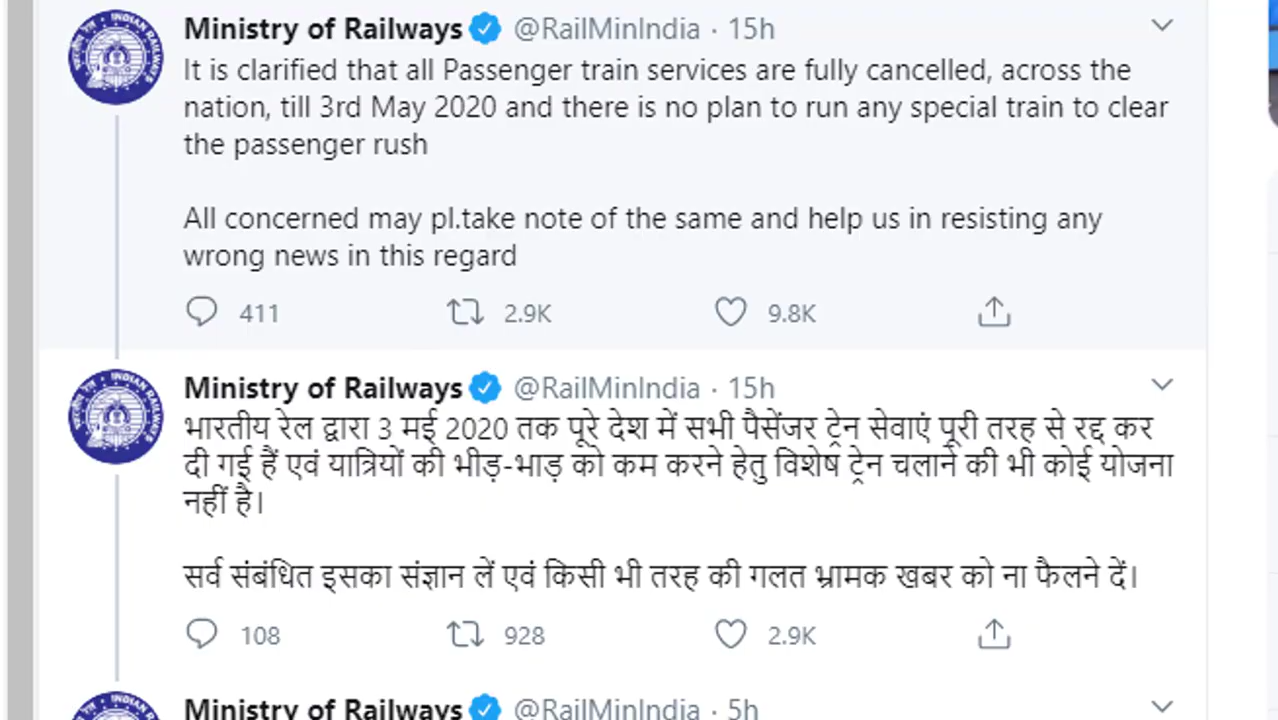 Ministry of Railways @RailMinIndia · 15h
It is clarified that all Passenger train services are fully cancelled, across the
nation, till 3rd May 2020 and there is no plan to run any special train to clear
the passenger rush
All concerned may pl.take note of the same and help us in resisting any
wrong news in this regard
411 2.9K 9.8K
Ministry of Railways @RailMinIndia · 15h
भारतीय रेल द्वारा 3 मई 2020 तक पूरे देश में सभी पैसेंजर ट्रेन सेवाएं पूरी तरह से रद्द कर
दी गई हैं एवं यात्रियों की भीड़-भाड़ को कम करने हेतु विशेष ट्रेन चलाने की भी कोई योजना
नहीं है।
सर्व संबंधित इसका संज्ञान लें एवं किसी भी तरह की गलत भ्रामक खबर को ना फैलने दें।
108 928 2.9K
Ministry of Railways @RailMinIndia · 5h